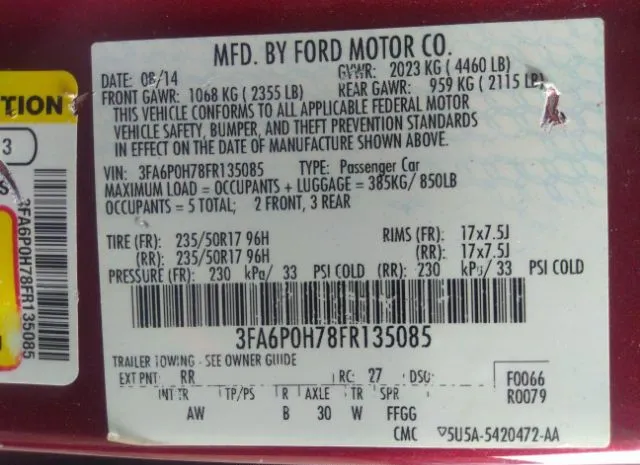 TION
3
S
3FA6P0H78FR135085
MFD. BY FORD MOTOR CO.
DATE: 08/14 GVWR: 2023 KG ( 4460 LB)
FRONT GAWR: 1068 KG ( 2355 LB) REAR GAWR: 959 KG ( 2115 LB)
THIS VEHICLE CONFORMS TO ALL APPLICABLE FEDERAL MOTOR
VEHICLE SAFETY, BUMPER, AND THEFT PREVENTION STANDARDS
IN EFFECT ON THE DATE OF MANUFACTURE SHOWN ABOVE.
VIN: 3FA6P0H78FR135085 TYPE: Passenger Car
MAXIMUM LOAD = OCCUPANTS + LUGGAGE = 385KG/ 850LB
OCCUPANTS = 5 TOTAL; 2 FRONT, 3 REAR
TIRE (FR): 235/50R17 96H RIMS (FR): 17x7.5J
(RR): 235/50R17 96H (RR): 17x7.5J
PRESSURE (FR): 230 kPa/ 33 PSI COLD (RR): 230 kPa/ 33 PSI COLD
3FA6P0H78FR135085
TRAILER TOWING - SEE OWNER GUIDE
EXT PNT: RR RC: 27 DSO: F0066
R0079
INT TR TP/PS R AXLE TR SPR
AW B 30 W FFGG
CMC ▽5U5A-5420472-AA